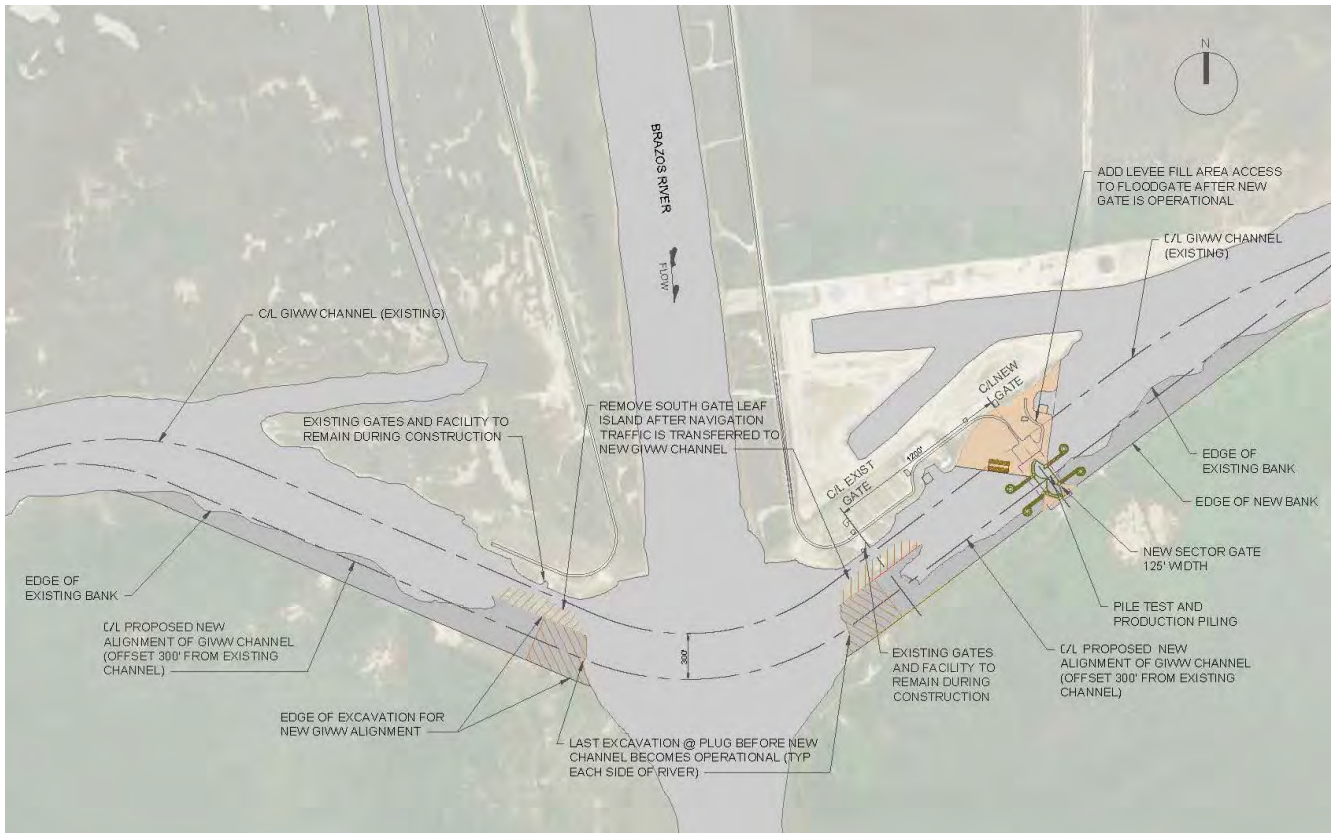 N
BRAZOS RIVER
FLOW
ADD LEVEE FILL AREA ACCESS
TO FLOODGATE AFTER NEW
GATE IS OPERATIONAL
C/L GIWW CHANNEL
(EXISTING)
C/L GIWW CHANNEL (EXISTING)
C/L NEW
GATE
REMOVE SOUTH GATE LEAF
ISLAND AFTER NAVIGATION
TRAFFIC IS TRANSFERRED TO
NEW GIWW CHANNEL
EXISTING GATES AND FACILITY TO
REMAIN DURING CONSTRUCTION
1200'
C/L EXIST
GATE
EDGE OF
EXISTING BANK
EDGE OF NEW BANK
NEW SECTOR GATE
125' WIDTH
EDGE OF
EXISTING BANK
PILE TEST AND
PRODUCTION PILING
C/L PROPOSED NEW
ALIGNMENT OF GIWW CHANNEL
(OFFSET 300' FROM EXISTING
CHANNEL)
300'
EXISTING GATES
AND FACILITY TO
REMAIN DURING
CONSTRUCTION
C/L PROPOSED NEW
ALIGNMENT OF GIWW CHANNEL
(OFFSET 300' FROM EXISTING
CHANNEL)
EDGE OF EXCAVATION FOR
NEW GIWW ALIGNMENT
LAST EXCAVATION @ PLUG BEFORE NEW
CHANNEL BECOMES OPERATIONAL (TYP
EACH SIDE OF RIVER)